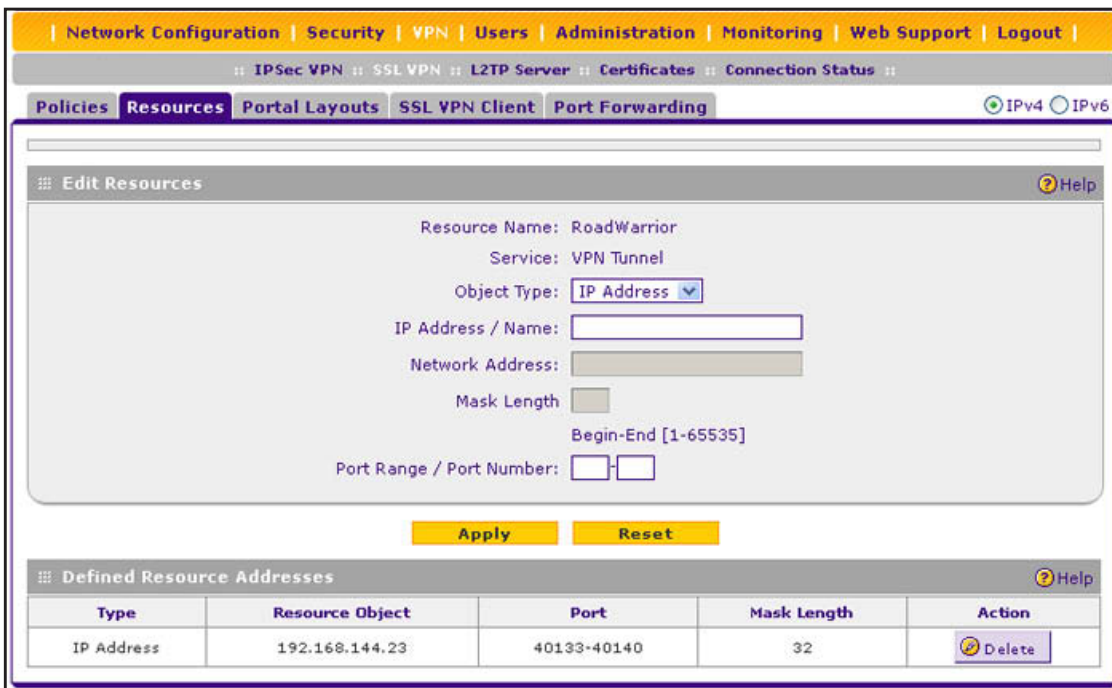 | Network Configuration | Security | VPN | Users | Administration | Monitoring | Web Support | Logout |
:: IPSec VPN :: SSL VPN :: L2TP Server :: Certificates :: Connection Status ::
Policies Resources Portal Layouts SSL VPN Client Port Forwarding IPv4 IPv6
Edit Resources ? Help
Resource Name: RoadWarrior
Service: VPN Tunnel
Object Type: IP Address
IP Address / Name:
Network Address:
Mask Length
Begin-End [1-65535]
Port Range / Port Number: -
Apply Reset
Defined Resource Addresses ? Help
Type Resource Object Port Mask Length Action
IP Address 192.168.144.23 40133-40140 32 Delete